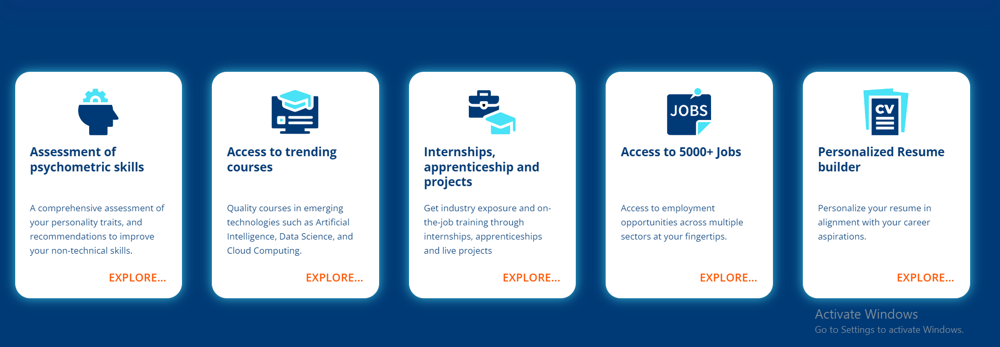 Assessment of
psychometric skills
A comprehensive assessment of
your personality traits, and
recommendations to improve
your non-technical skills.
EXPLORE...
Access to trending
courses
Quality courses in emerging
technologies such as Artificial
Intelligence, Data Science, and
Cloud Computing.
EXPLORE...
Internships,
apprenticeship and
projects
Get industry exposure and on-
the-job training through
internships, apprenticeships
and live projects
EXPLORE...
JOBS
Access to 5000+ Jobs
Access to employment
opportunities across multiple
sectors at your fingertips.
EXPLORE...
CV
Personalized Resume
builder
Personalize your resume in
alignment with your career
aspirations.
EXPLORE...
Activate Windows
Go to Settings to activate Windows.